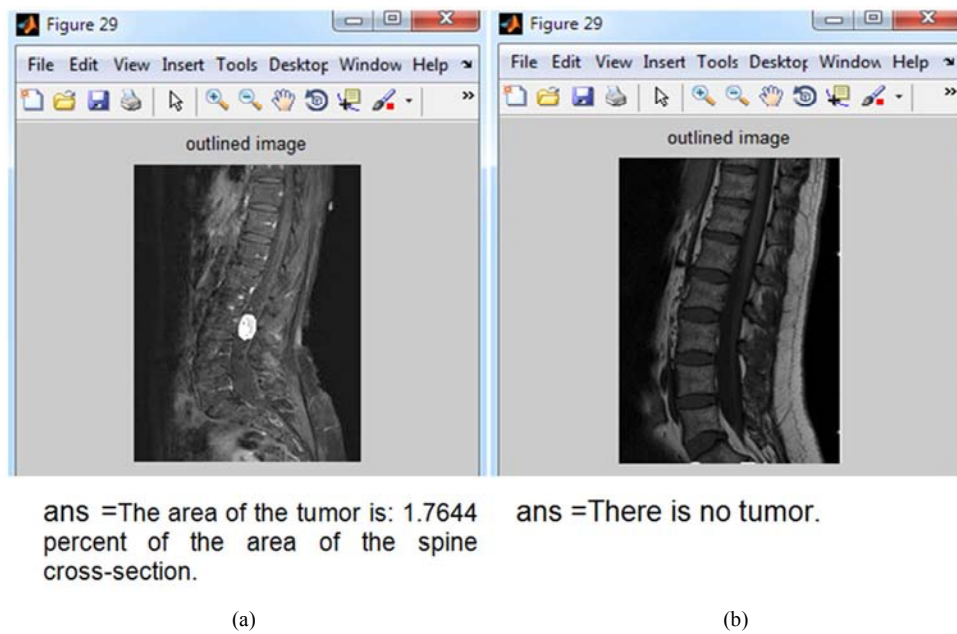 Figure 29
File Edit View Insert Tools Desktop Window Help
outlined image
ans =The area of the tumor is: 1.7644
percent of the area of the spine
cross-section.
(a)
Figure 29
File Edit View Insert Tools Desktop Window Help
outlined image
ans =There is no tumor.
(b)